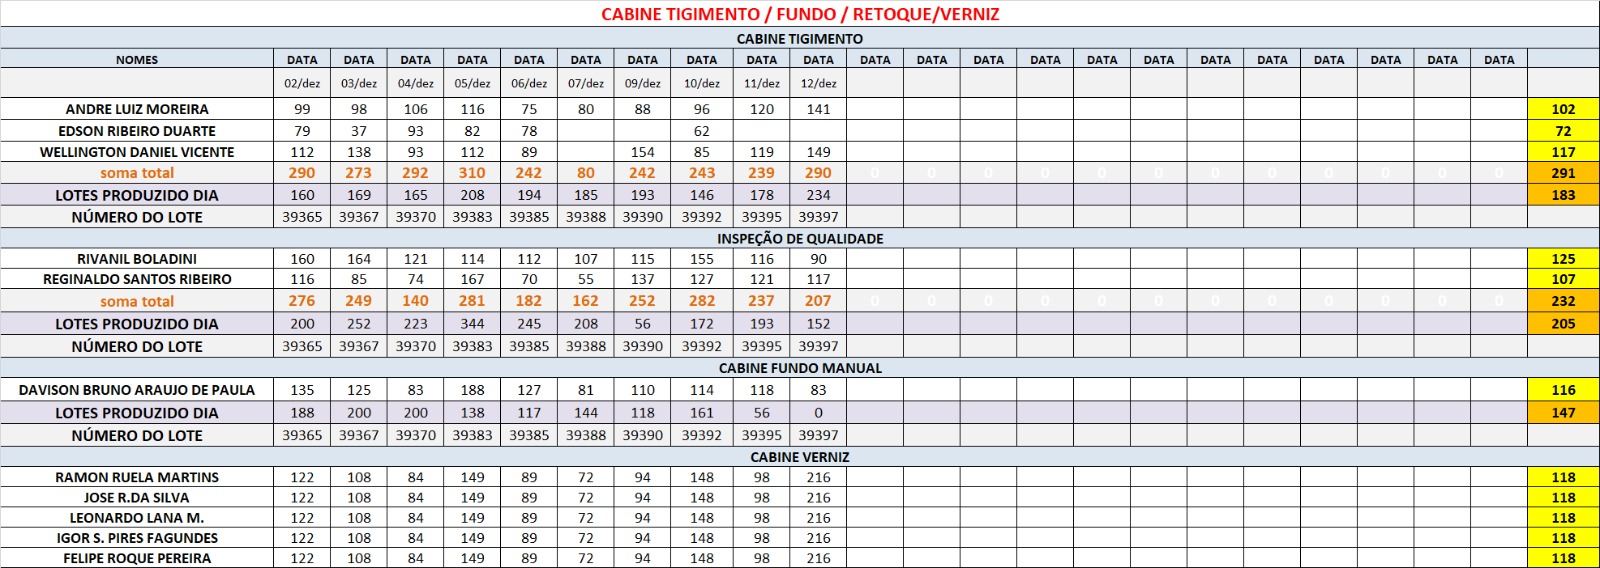 CABINE TIGIMENTO / FUNDO / RETOQUE/VERNIZ
CABINE TIGIMENTO
NOMES DATA DATA DATA DATA DATA DATA DATA DATA DATA DATA DATA DATA DATA DATA DATA DATA DATA DATA DATA DATA DATA DATA
02/dez 03/dez 04/dez 05/dez 06/dez 07/dez 09/dez 10/dez 11/dez 12/dez
ANDRE LUIZ MOREIRA 99 98 106 116 75 80 88 96 120 141 102
EDSON RIBEIRO DUARTE 79 37 93 82 78 62 72
WELLINGTON DANIEL VICENTE 112 138 93 112 89 154 85 119 149 117
soma total 290 273 292 310 242 80 242 243 239 290 0 0 0 0 0 0 0 0 0 0 0 0 291
LOTES PRODUZIDO DIA 160 169 165 208 194 185 193 146 178 234 183
NÚMERO DO LOTE 39365 39367 39370 39383 39385 39388 39390 39392 39395 39397
INSPEÇÃO DE QUALIDADE
RIVANIL BOLADINI 160 164 121 114 112 107 115 155 116 90 125
REGINALDO SANTOS RIBEIRO 116 85 74 167 70 55 137 127 121 117 107
soma total 276 249 140 281 182 162 252 282 237 207 0 0 0 0 0 0 0 0 0 0 0 0 232
LOTES PRODUZIDO DIA 200 252 223 344 245 208 56 172 193 152 205
NÚMERO DO LOTE 39365 39367 39370 39383 39385 39388 39390 39392 39395 39397
CABINE FUNDO MANUAL
DAVISON BRUNO ARAUJO DE PAULA 135 125 83 188 127 81 110 114 118 83 116
LOTES PRODUZIDO DIA 188 200 200 138 117 144 118 161 56 0 147
NÚMERO DO LOTE 39365 39367 39370 39383 39385 39388 39390 39392 39395 39397
CABINE VERNIZ
RAMON RUELA MARTINS 122 108 84 149 89 72 94 148 98 216 118
JOSE R.DA SILVA 122 108 84 149 89 72 94 148 98 216 118
LEONARDO LANA M. 122 108 84 149 89 72 94 148 98 216 118
IGOR S. PIRES FAGUNDES 122 108 84 149 89 72 94 148 98 216 118
FELIPE ROQUE PEREIRA 122 108 84 149 89 72 94 148 98 216 118